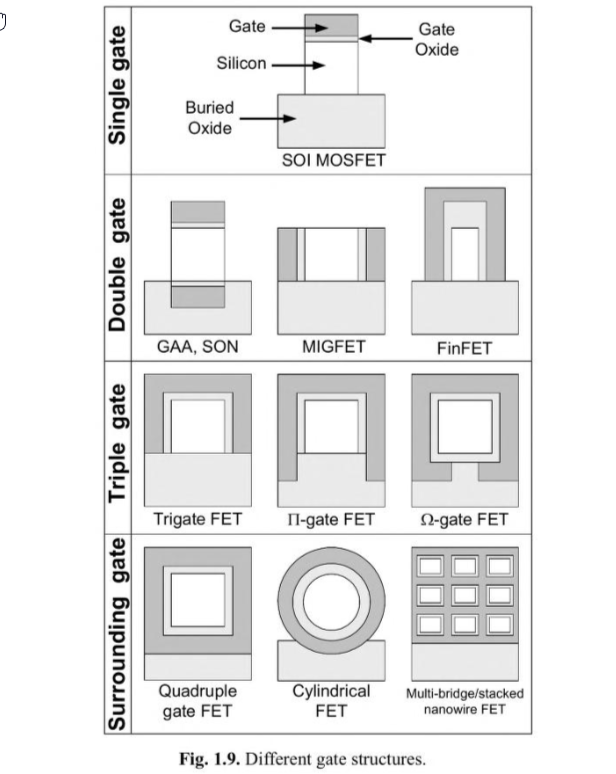 Single gate
Gate
Gate
Oxide
Silicon
Buried
Oxide
SOI MOSFET
Double gate
GAA, SON
MIGFET
FinFET
Triple gate
Trigate FET
Π-gate FET
Ω-gate FET
Surrounding gate
Quadruple
gate FET
Cylindrical
FET
Multi-bridge/stacked
nanowire FET
Fig. 1.9. Different gate structures.